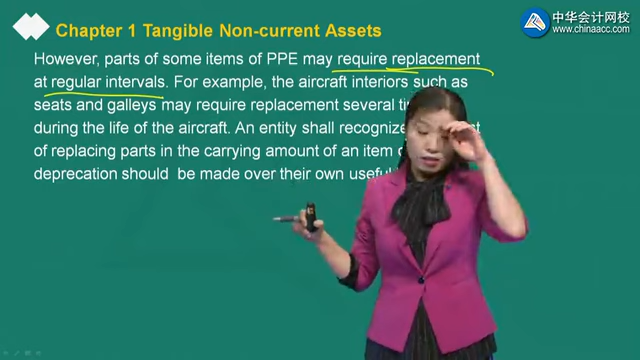 中华会计网校
www.chinaacc.com
Chapter 1 Tangible Non-current Assets
However, parts of some items of PPE may require replacement
at regular intervals. For example, the aircraft interiors such as
seats and galleys may require replacement several
during the life of the aircraft. An entity shall recognize
of replacing parts in the carrying amount of an item
deprecation should be made over their own useful